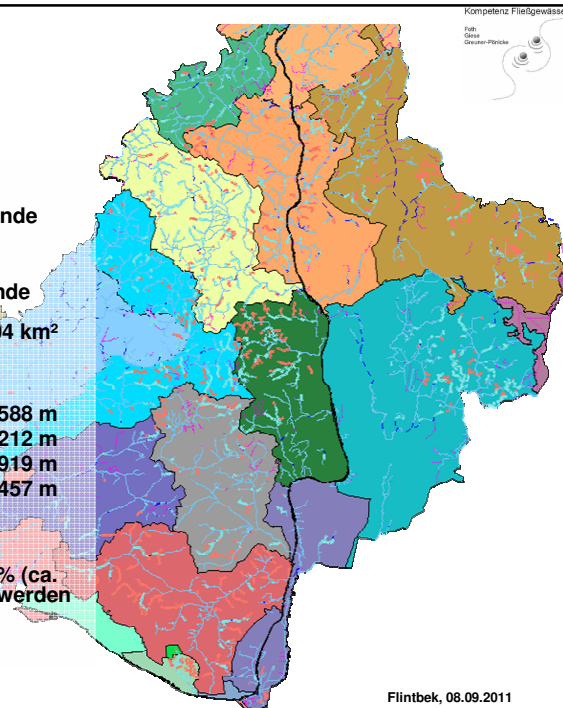 Kompetenz Fließgewässe
Foth
Giese
Greuner-Pönicke
nde
nde
04 km²
588 m
212 m
919 m
457 m
% (ca.
werden
Flintbek, 08.09.2011